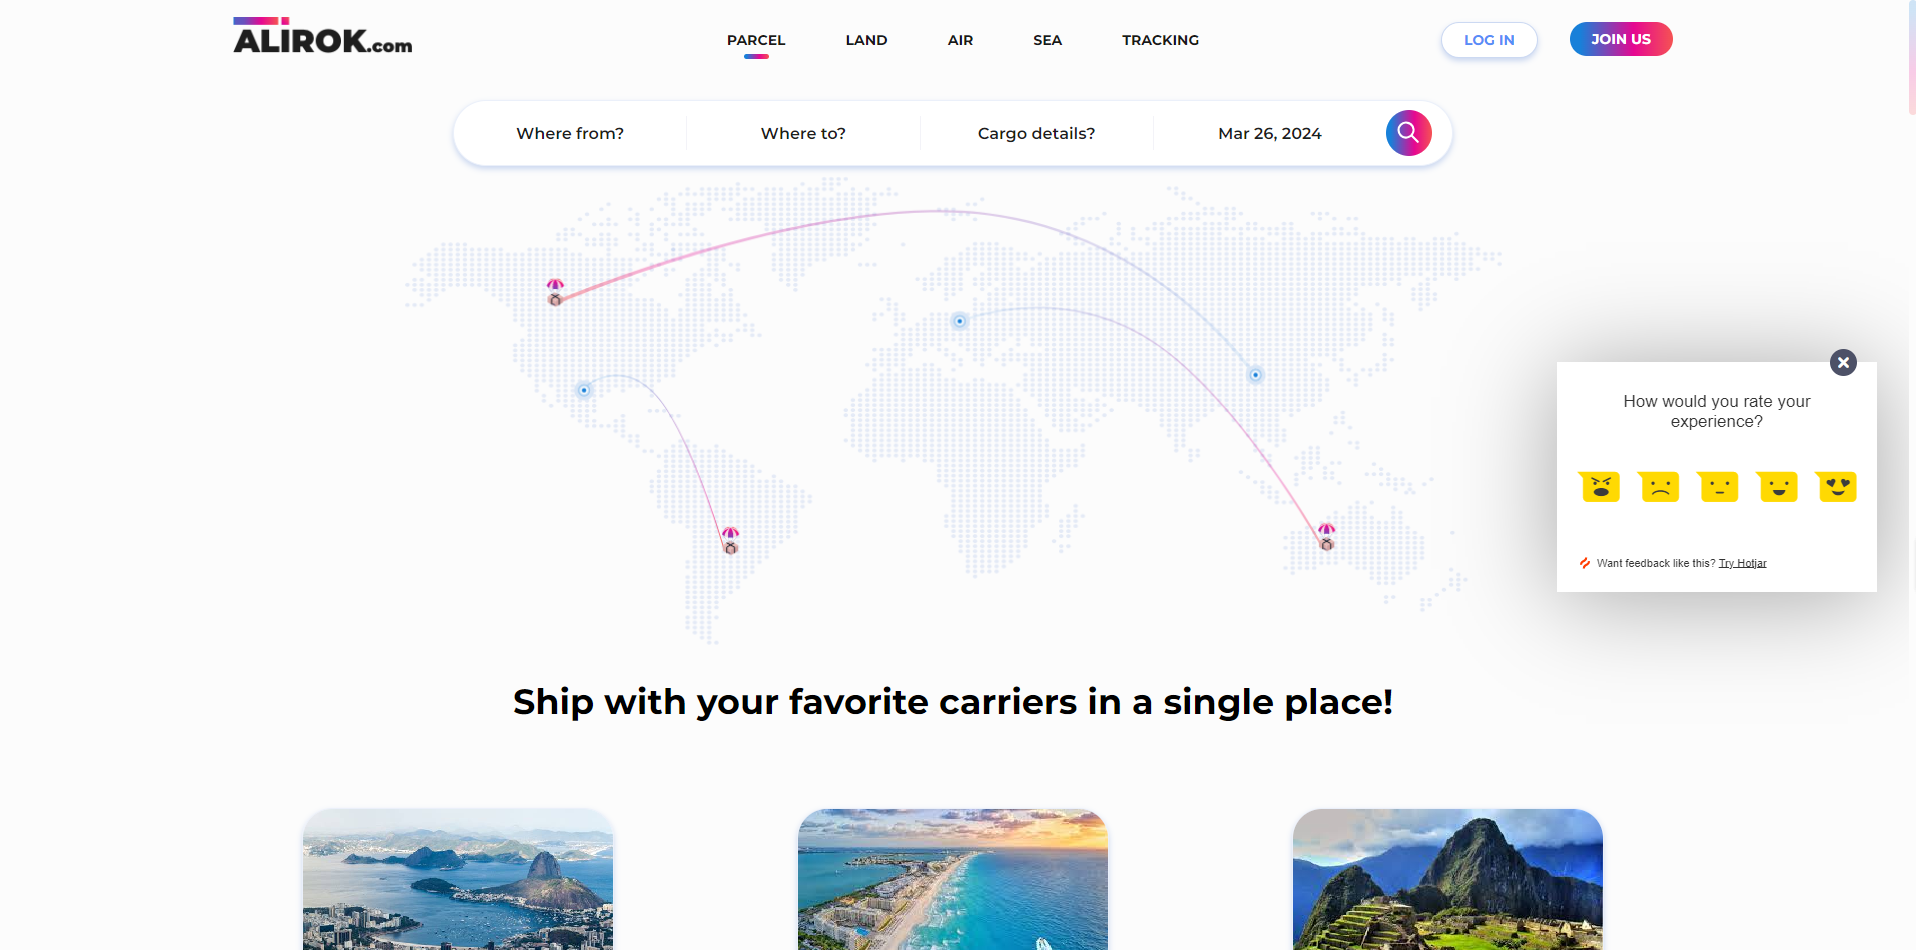 ALIROK.com
PARCEL
LAND
AIR
SEA
TRACKING
LOG IN
JOIN US
Where from?
Where to?
Cargo details?
Mar 26, 2024
How would you rate your
experience?
Want feedback like this? Try Hotjar
Ship with your favorite carriers in a single place!